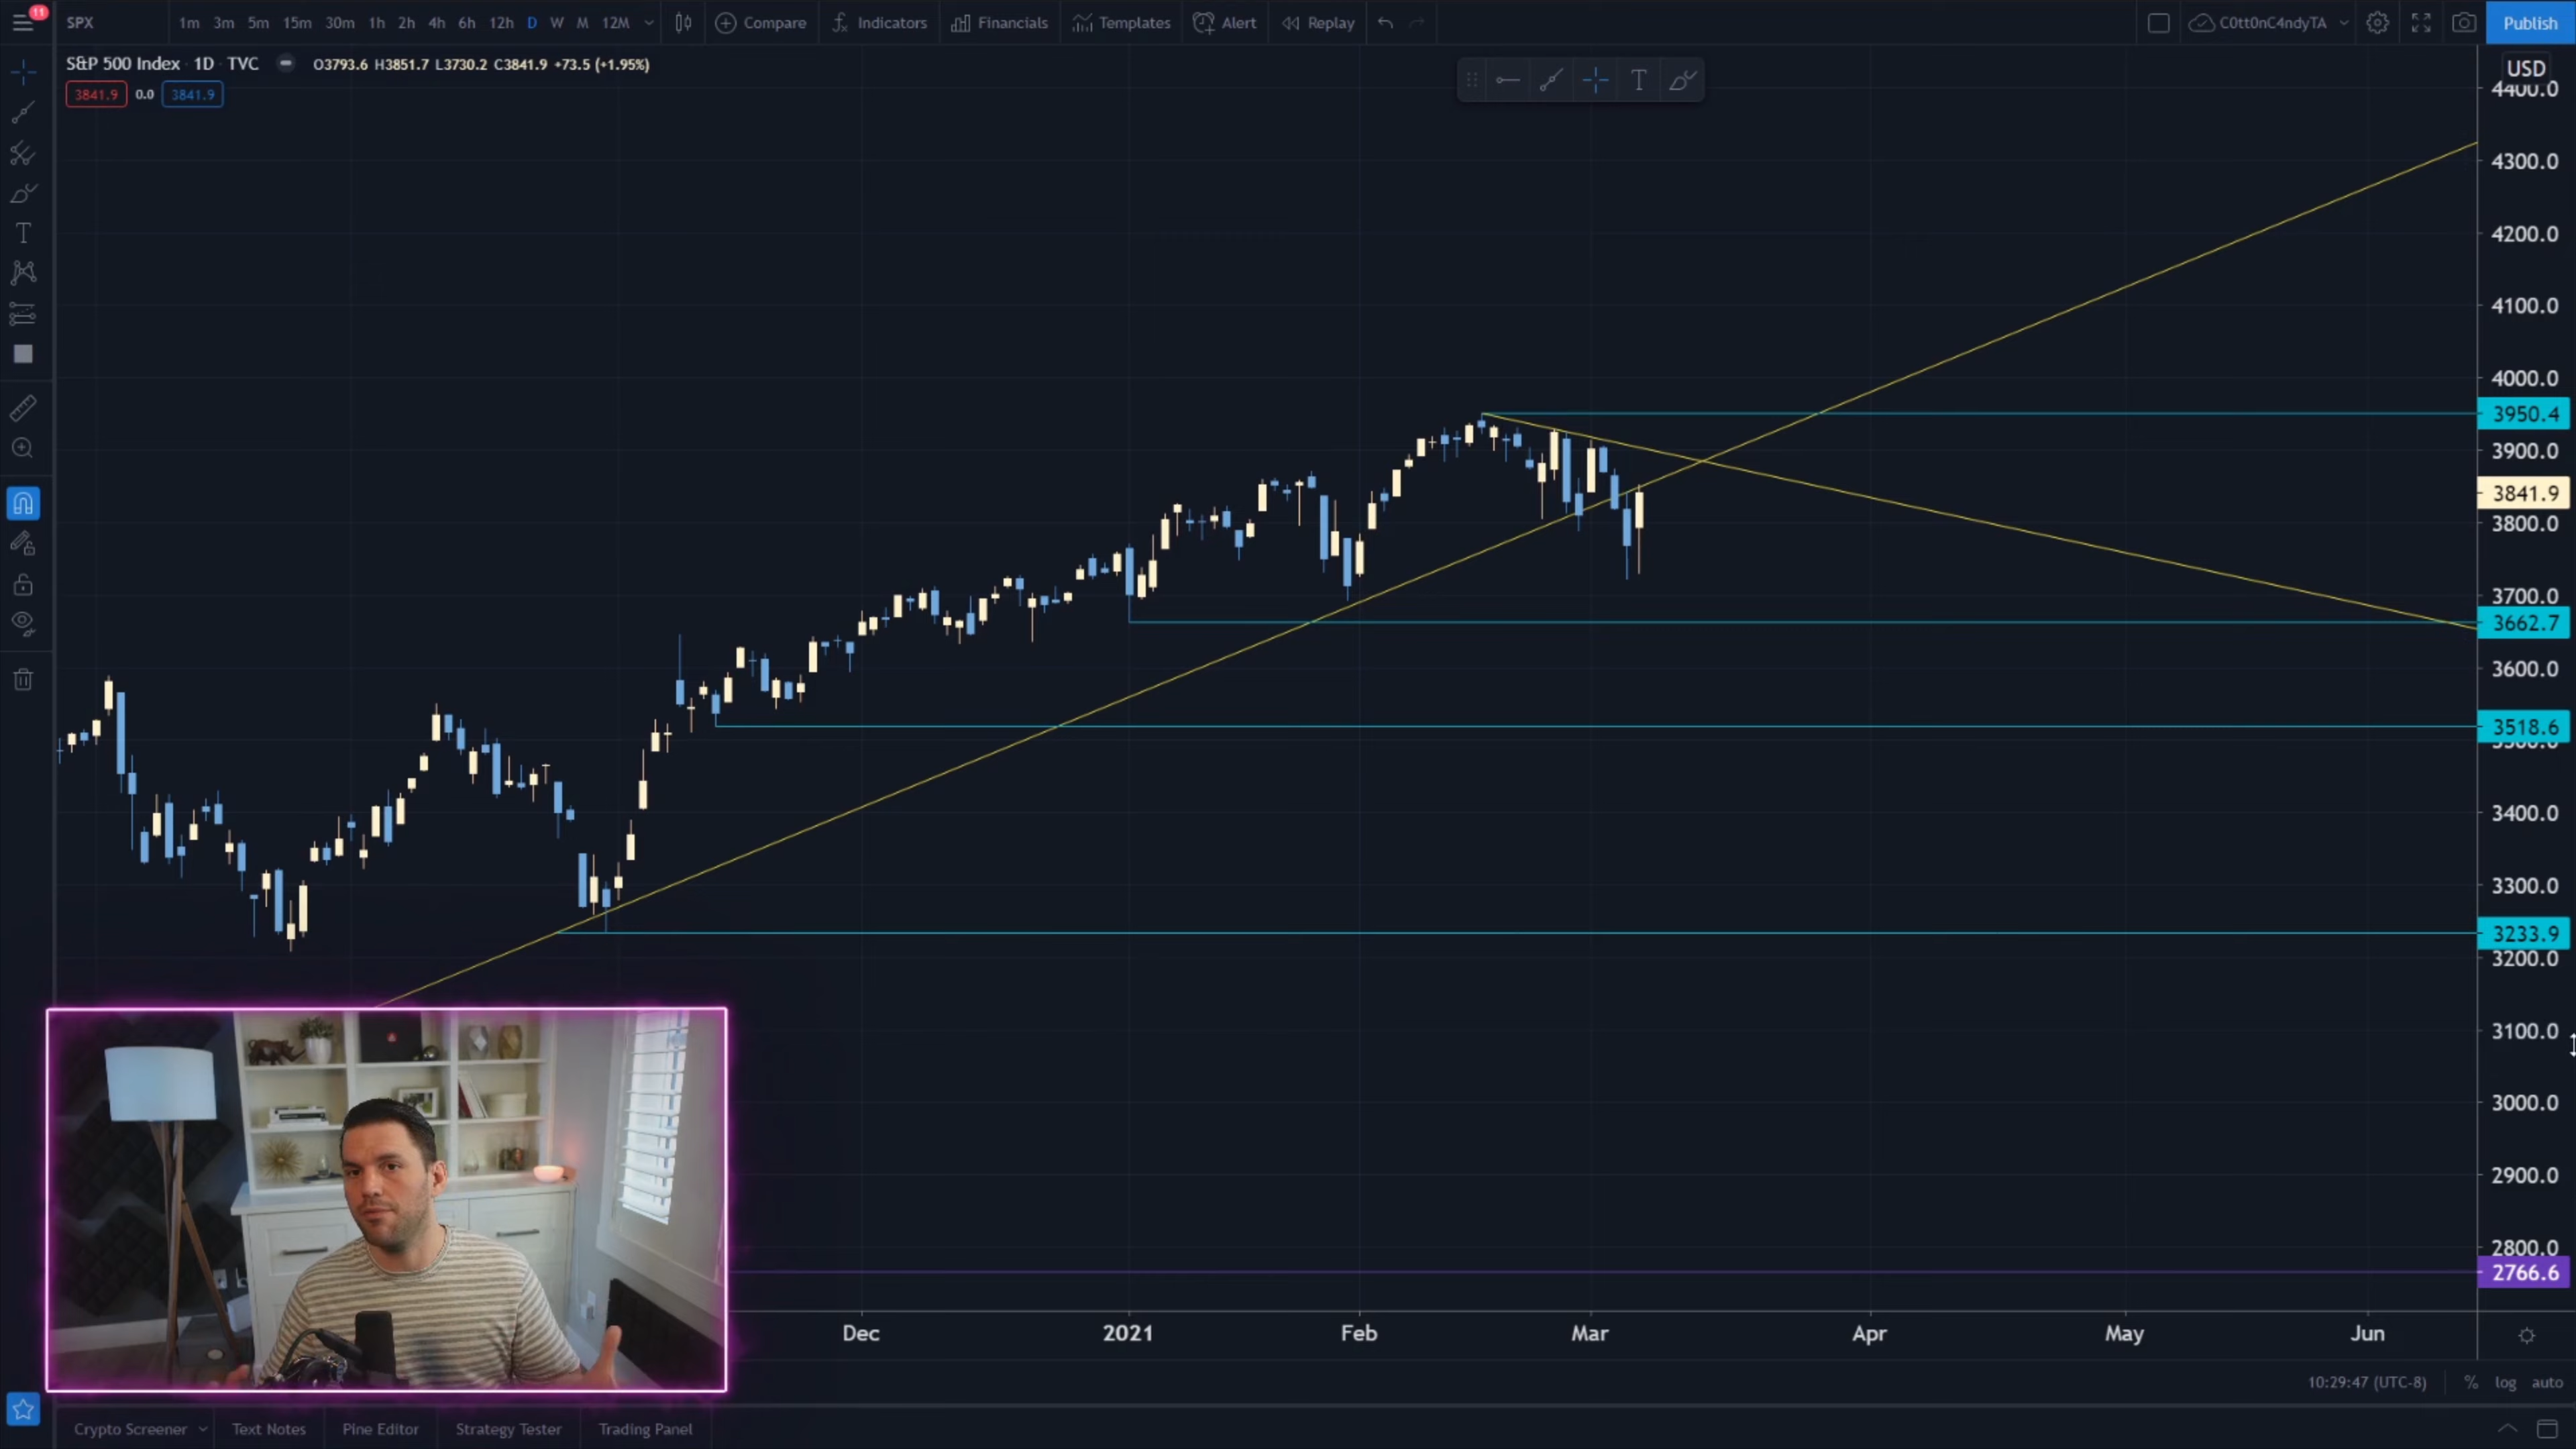 11
SPX 1m 3m 5m 15m 30m 1h 2h 4h 6h 12h D W M 12M Compare Indicators Financials Templates Alert Replay C0tt0nC4ndyTA Publish
S&P 500 Index 1D TVC O3793.6 H3851.7 L3730.2 C3841.9 +73.5 (+1.95%)
3841.9 0.0 3841.9
T
T
USD
4400.0
4300.0
4200.0
4100.0
4000.0
3950.4
3900.0
3841.9
3800.0
3700.0
3662.7
3600.0
3518.6
3500.0
3400.0
3300.0
3233.9
3200.0
3100.0
3000.0
2900.0
2800.0
2766.6
Dec 2021 Feb Mar Apr May Jun
10:29:47 (UTC-8) % log auto
Crypto Screener Text Notes Pine Editor Strategy Tester Trading Panel